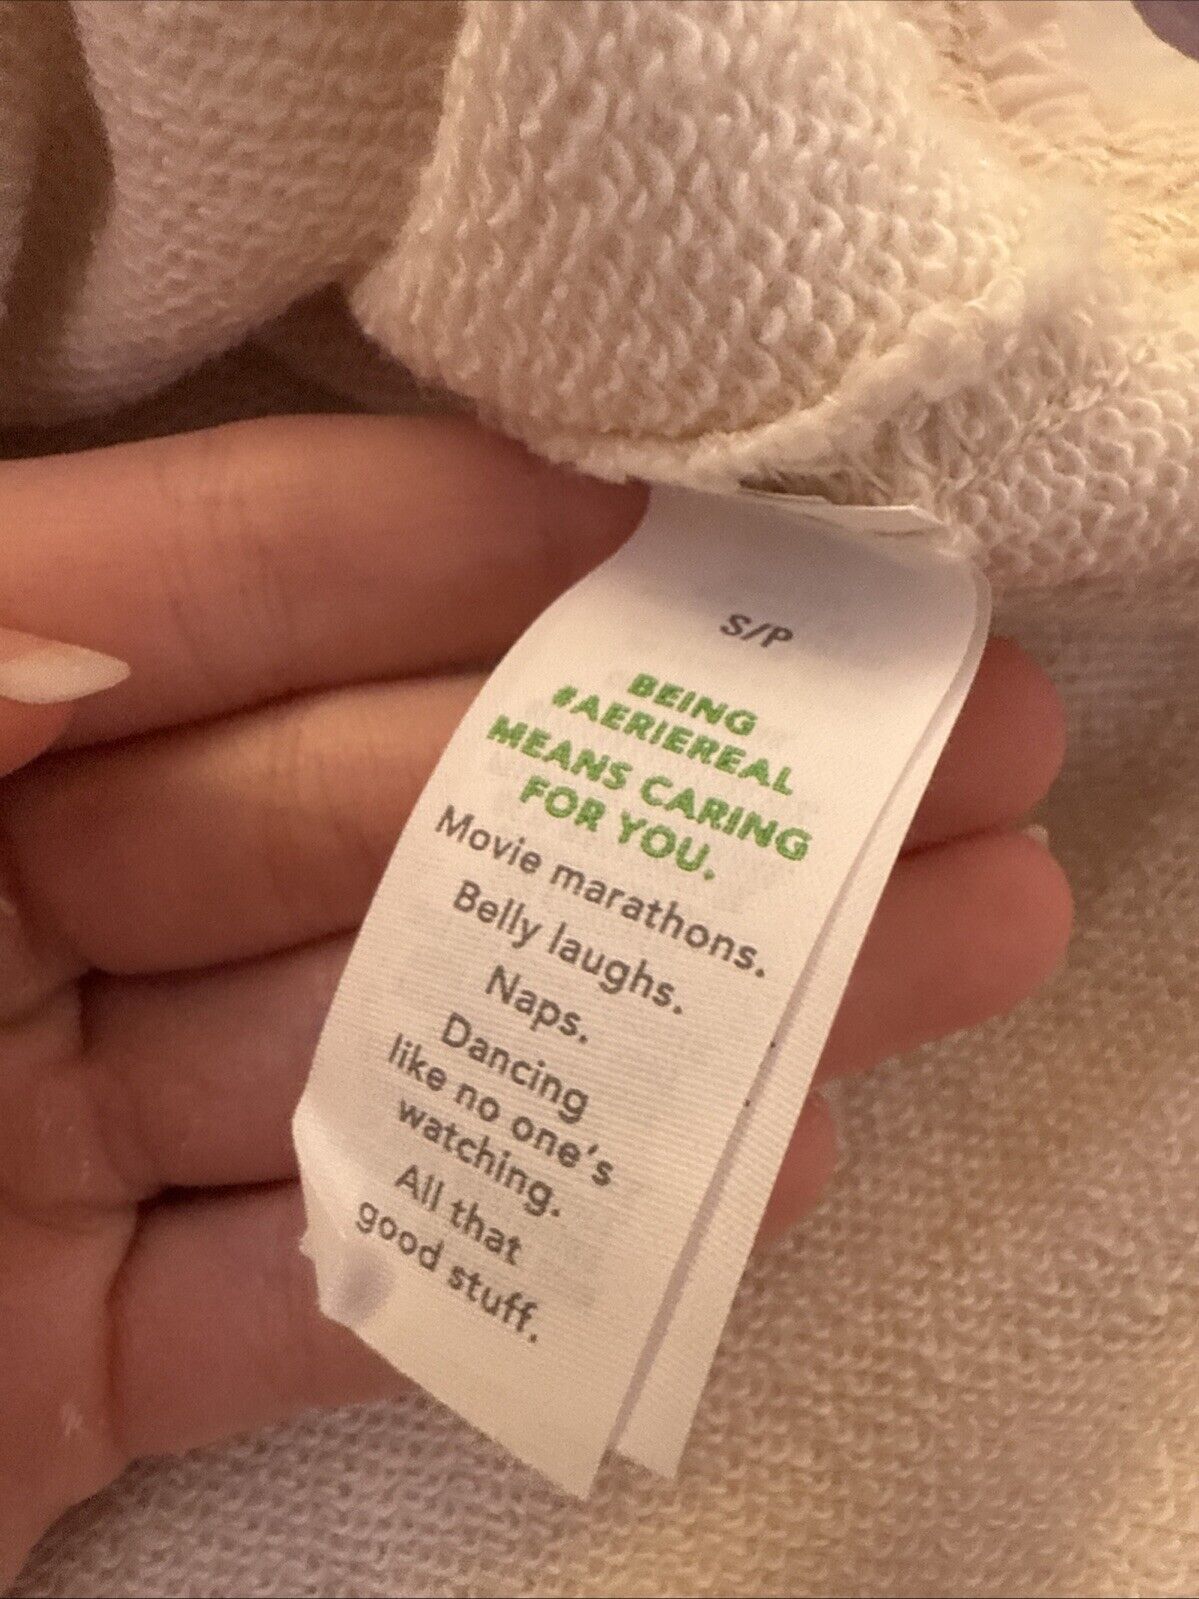 S/P
BEING
#AERIEREAL
MEANS CARING
FOR YOU.
Movie marathons.
Belly laughs.
Naps.
Dancing
like no one's
watching.
All that
good stuff.